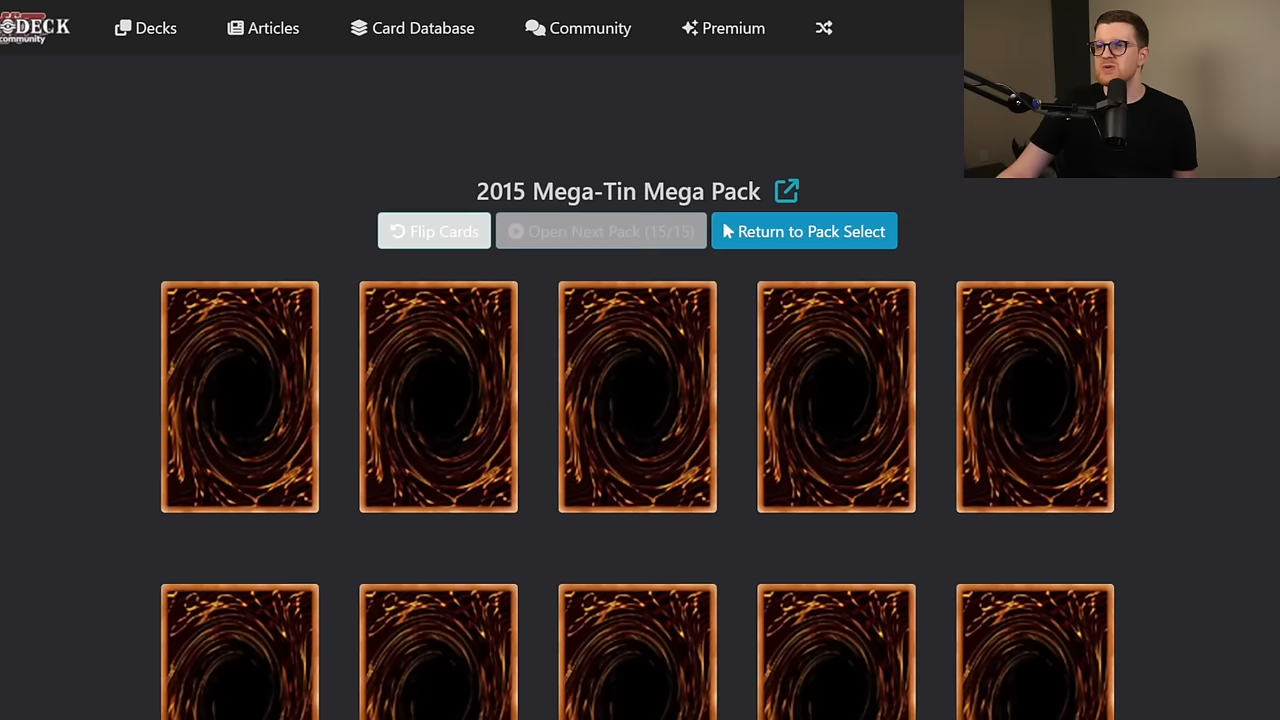 DECK
community
Decks
Articles
Card Database
Community
Premium
2015 Mega-Tin Mega Pack
Flip Cards
Open Next Pack (15/15)
Return to Pack Select